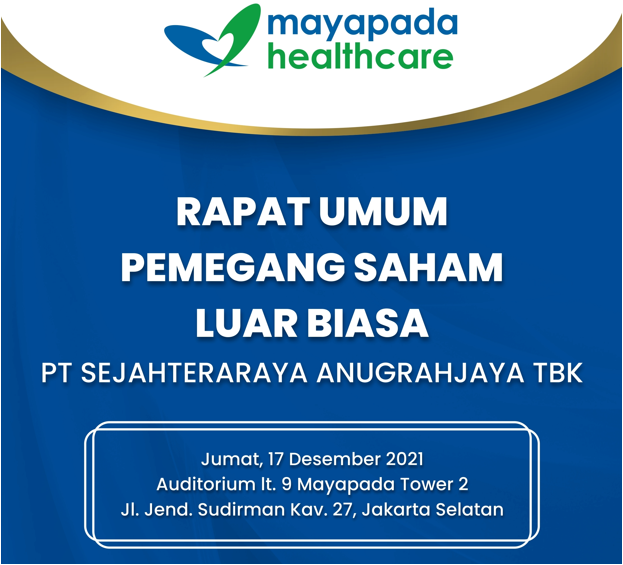 mayapada
healthcare
RAPAT UMUM
PEMEGANG SAHAM
LUAR BIASA
PT SEJAHTERARAYA ANUGRAHJAYA TBK
Jumat, 17 Desember 2021
Auditorium lt. 9 Mayapada Tower 2
Jl. Jend. Sudirman Kav. 27, Jakarta Selatan